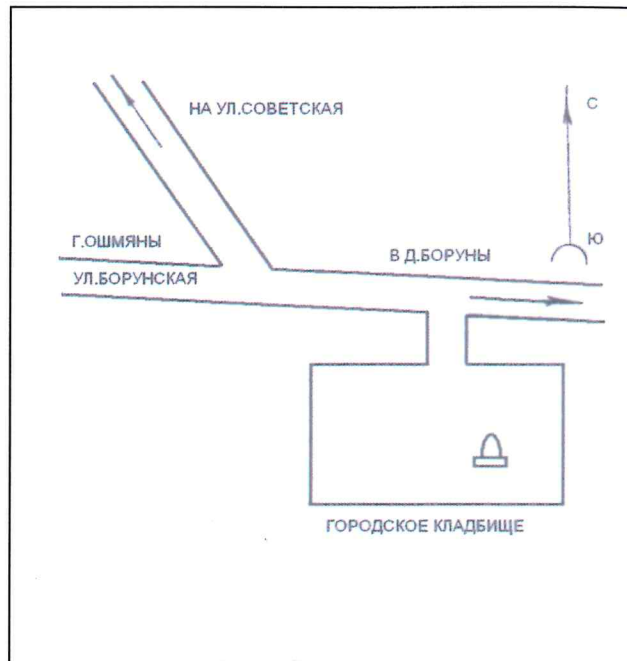 НА УЛ.СОВЕТСКАЯ
С
Г.ОШМЯНЫ
В Д.БОРУНЫ
Ю
УЛ.БОРУНСКАЯ
ГОРОДСКОЕ КЛАДБИЩЕ